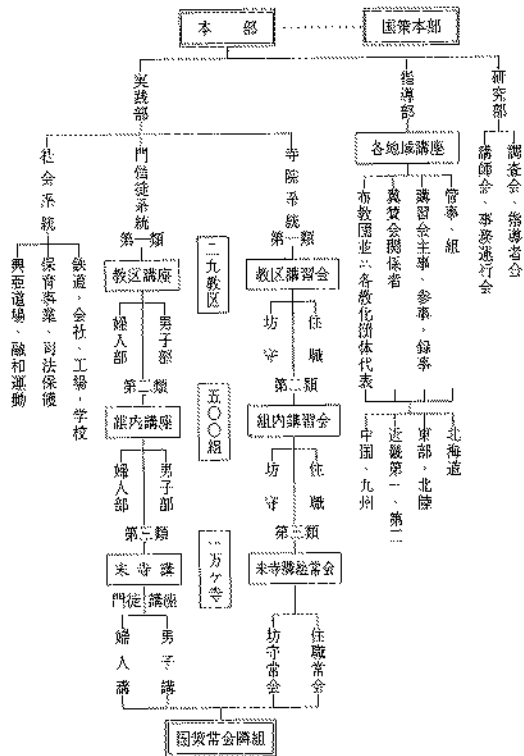 本部
国策本部
研究部
調査会、指導者会
講師会、事務進行会
指導部
各地域講座
管事、組
講習会主事、参事、録事
翼賛会関係者
布教団並ニ各教化団体代表
北海道
東部、北陸
近畿第一、第二
中国、九州
実践部
寺院系統
第一類
教区講習会
住職
坊守
第二類
組内講習会
住職
坊守
第三類
末寺
常会
住職常会
坊守常会
二九教区
五〇〇組
一万ケ寺
門信徒系統
第一類
教区講座
男子部
婦人部
第二類
組内講座
男子部
婦人部
第三類
末寺講
門徒講座
男子講
婦人講
社会系統
鉄道、会社、工場、学校
保育事業、司法保護
興亜道場、融和運動
国策常会隣組